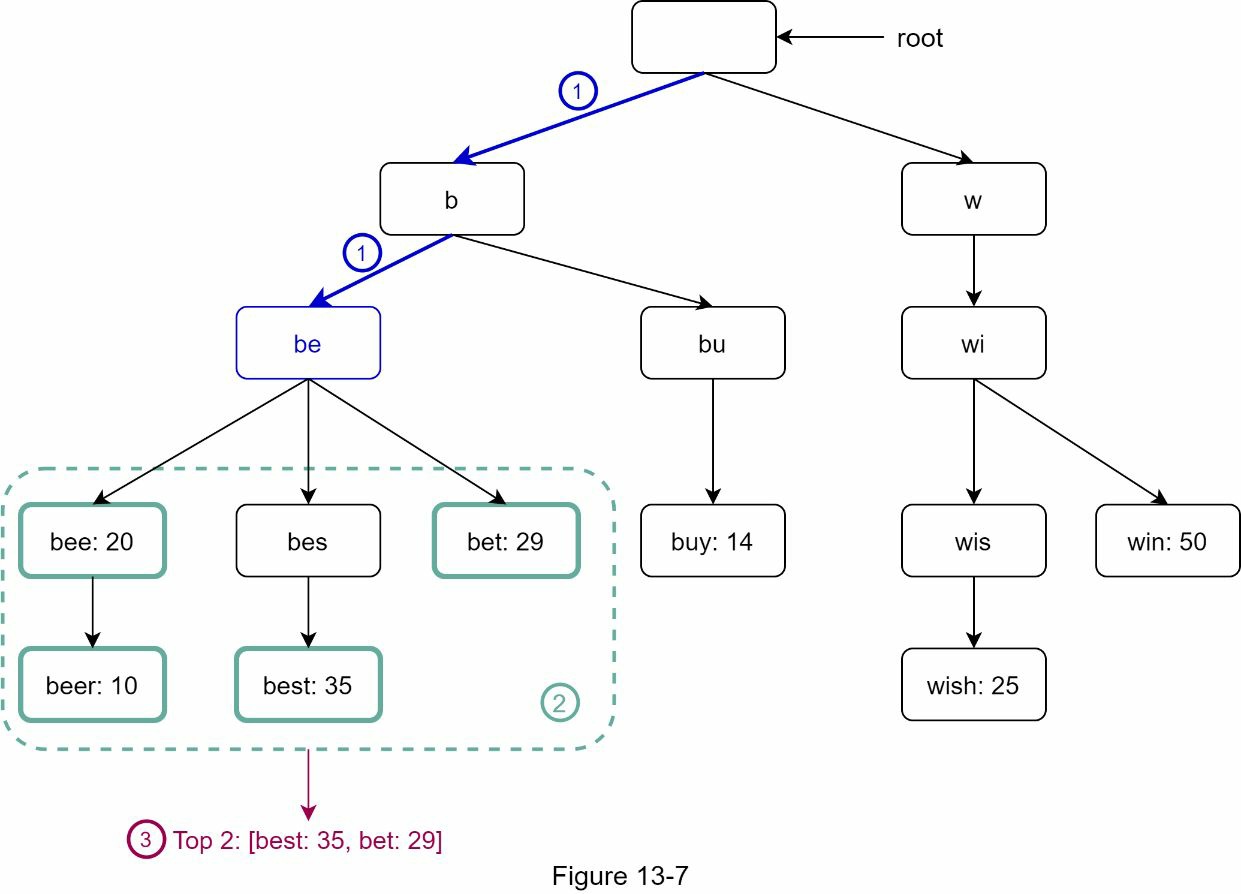 root
1
b
w
1
be
bu
wi
bee: 20
bes
bet: 29
buy: 14
wis
win: 50
beer: 10
best: 35
2
wish: 25
3 Top 2: [best: 35, bet: 29]
Figure 13-7